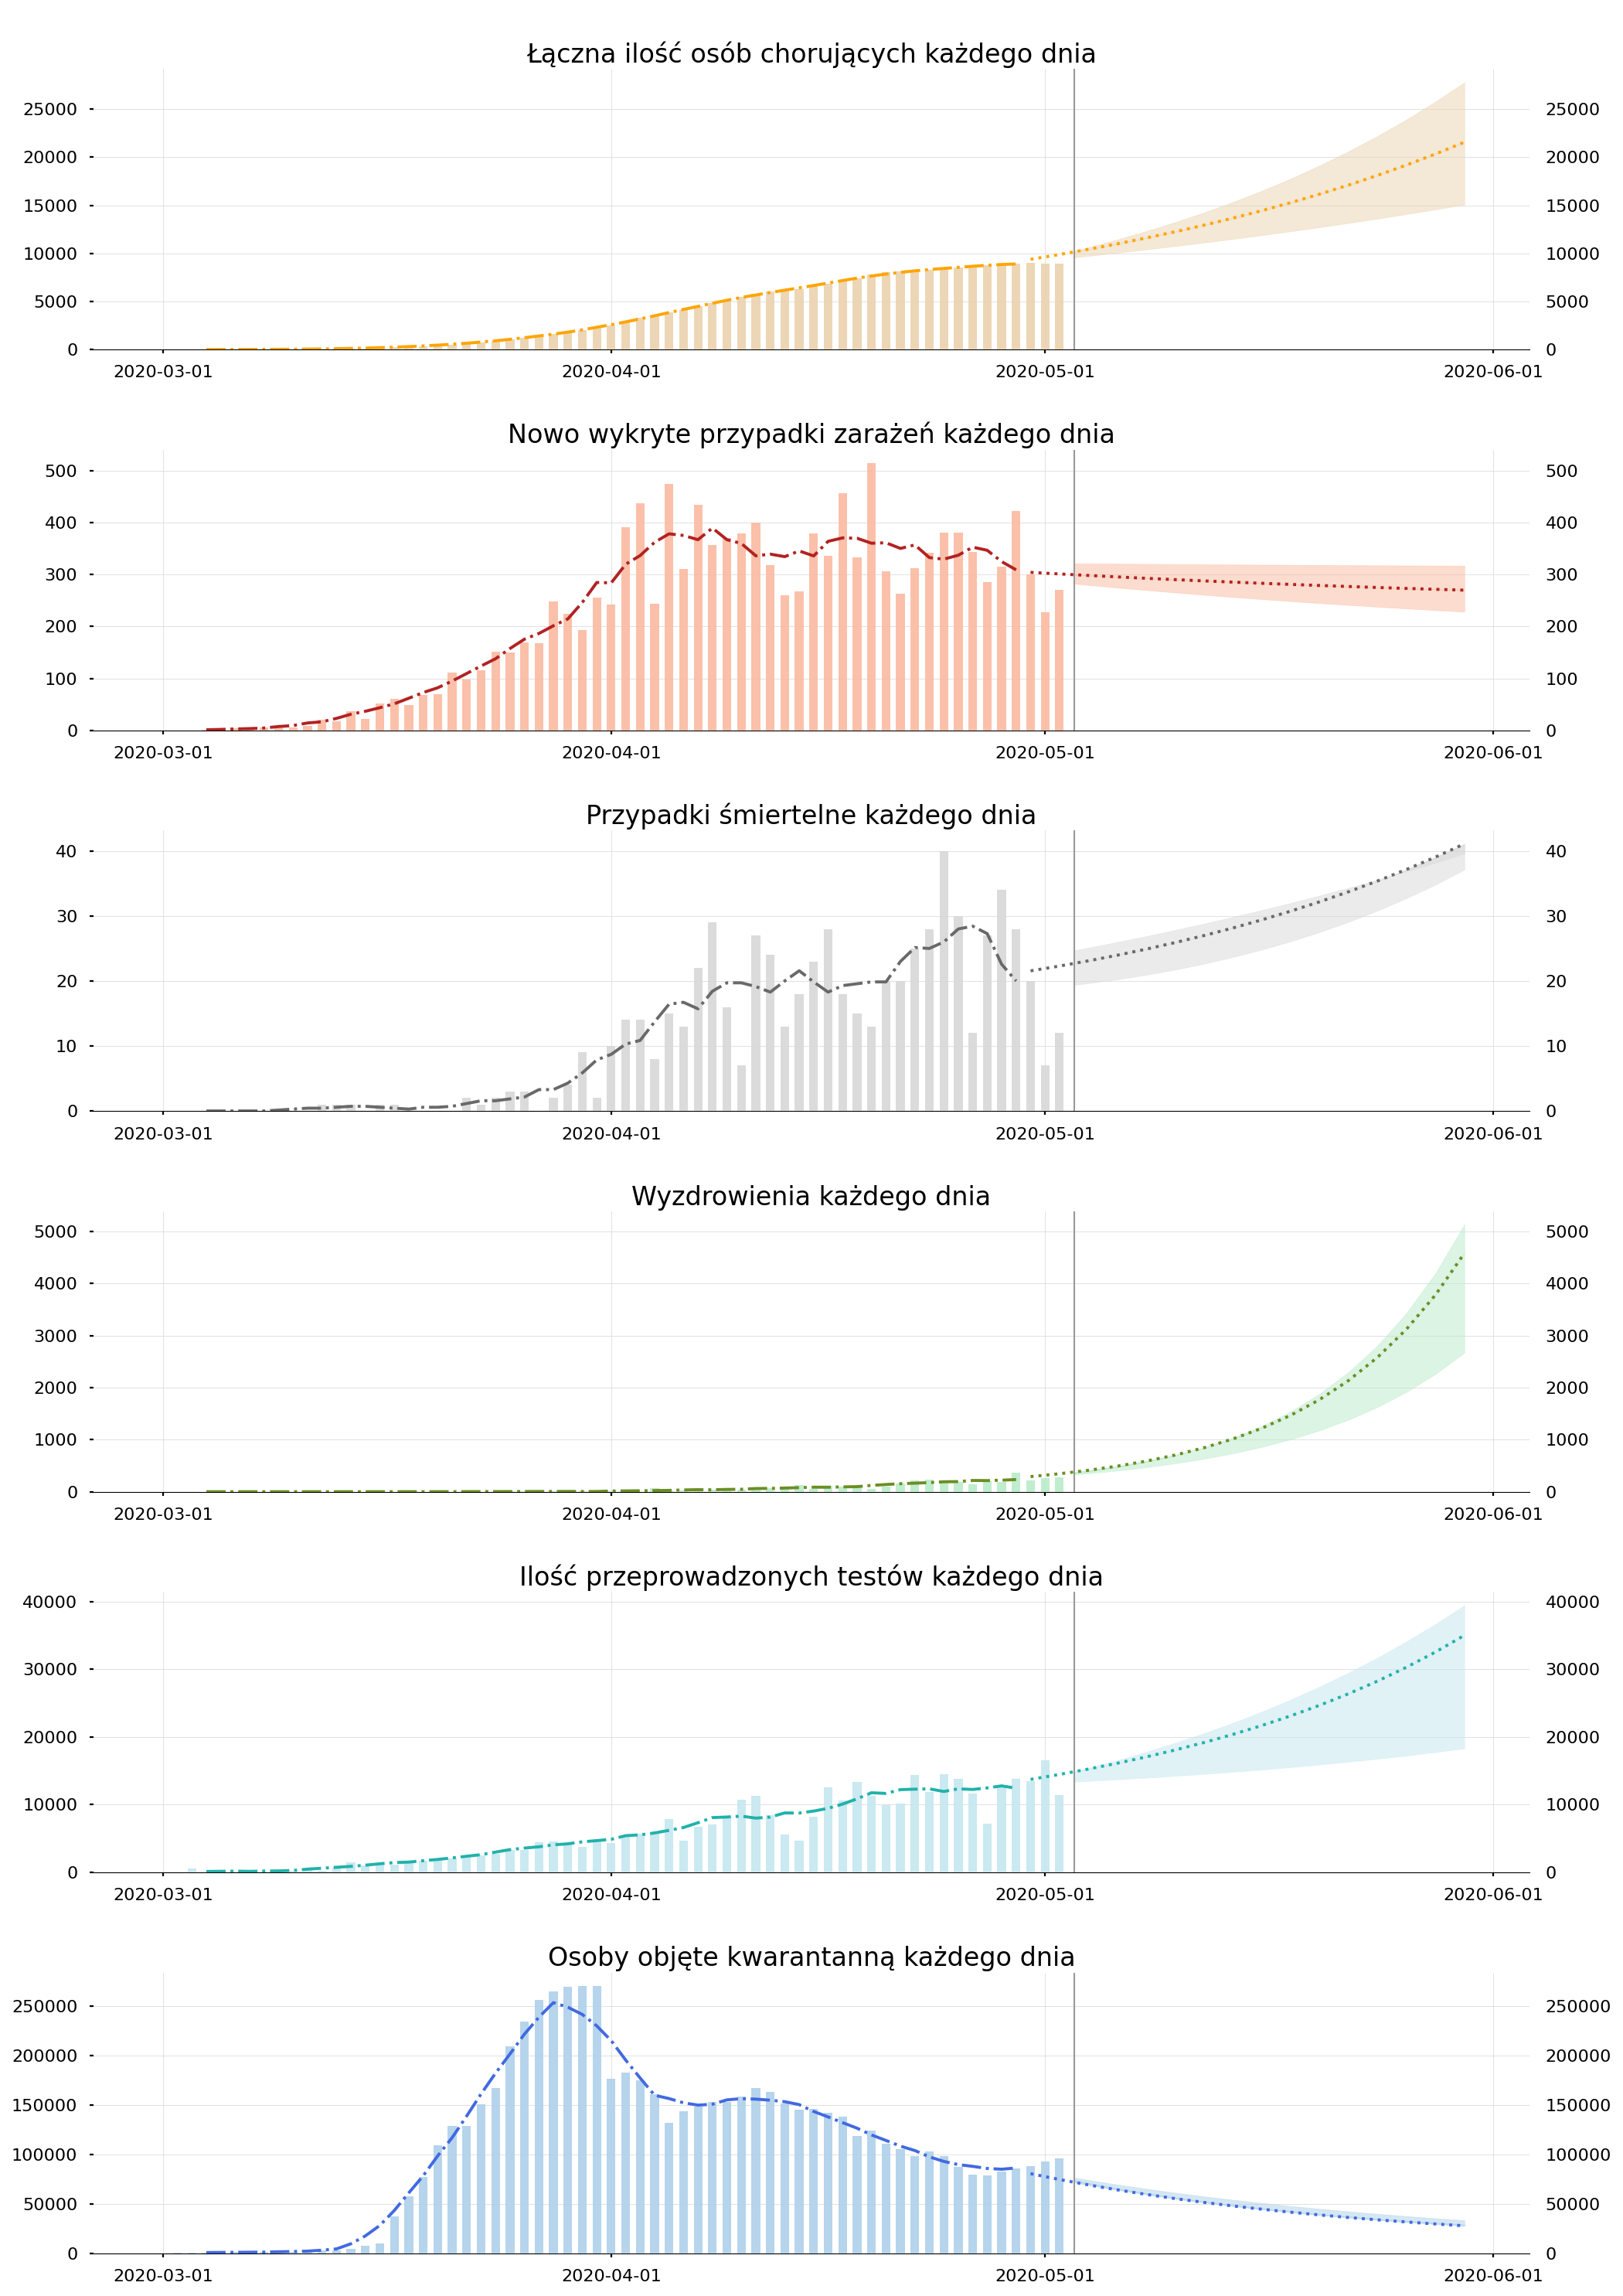 Łączna ilość osób chorujących każdego dnia
25000 25000
20000 20000
15000 15000
10000 10000
5000 5000
0 0
2020-03-01 2020-04-01 2020-05-01 2020-06-01
Nowo wykryte przypadki zarażeń każdego dnia
500 500
400 400
300 300
200 200
100 100
0 0
2020-03-01 2020-04-01 2020-05-01 2020-06-01
Przypadki śmiertelne każdego dnia
40 40
30 30
20 20
10 10
0 0
2020-03-01 2020-04-01 2020-05-01 2020-06-01
Wyzdrowienia każdego dnia
5000 5000
4000 4000
3000 3000
2000 2000
1000 1000
0 0
2020-03-01 2020-04-01 2020-05-01 2020-06-01
Ilość przeprowadzonych testów każdego dnia
40000 40000
30000 30000
20000 20000
10000 10000
0 0
2020-03-01 2020-04-01 2020-05-01 2020-06-01
Osoby objęte kwarantanną każdego dnia
250000 250000
200000 200000
150000 150000
100000 100000
50000 50000
0 0
2020-03-01 2020-04-01 2020-05-01 2020-06-01